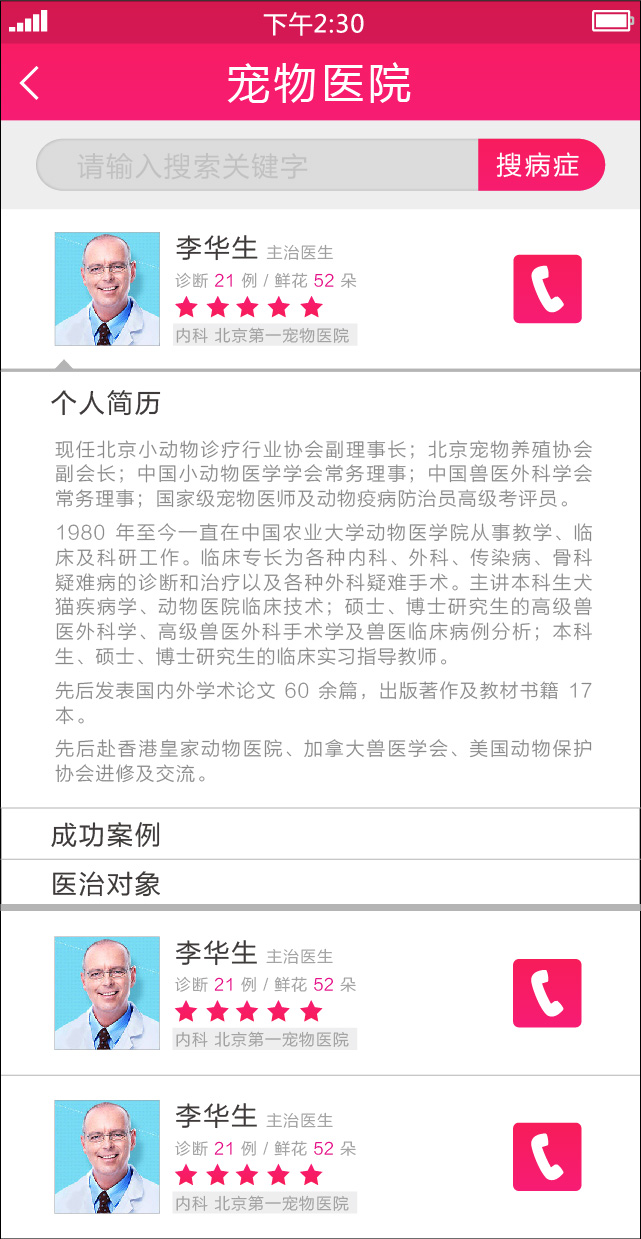 下午2:30
宠物医院
请输入搜索关键字
搜病症
李华生 主治医生
诊断 21 例 / 鲜花 52 朵
内科 北京第一宠物医院
个人简历
现任北京小动物诊疗行业协会副理事长；北京宠物养殖协会
副会长；中国小动物医学学会常务理事；中国兽医外科学会
常务理事；国家级宠物医师及动物疫病防治员高级考评员。
1980 年至今一直在中国农业大学动物医学院从事教学、临
床及科研工作。临床专长为各种内科、外科、传染病、骨科
疑难病的诊断和治疗以及各种外科疑难手术。主讲本科生犬
猫疾病学、动物医院临床技术；硕士、博士研究生的高级兽
医外科学、高级兽医外科手术学及兽医临床病例分析；本科
生、硕士、博士研究生的临床实习指导教师。
先后发表国内外学术论文 60 余篇，出版著作及教材书籍 17
本。
先后赴香港皇家动物医院、加拿大兽医学会、美国动物保护
协会进修及交流。
成功案例
医治对象
李华生 主治医生
诊断 21 例 / 鲜花 52 朵
内科 北京第一宠物医院
李华生 主治医生
诊断 21 例 / 鲜花 52 朵
内科 北京第一宠物医院